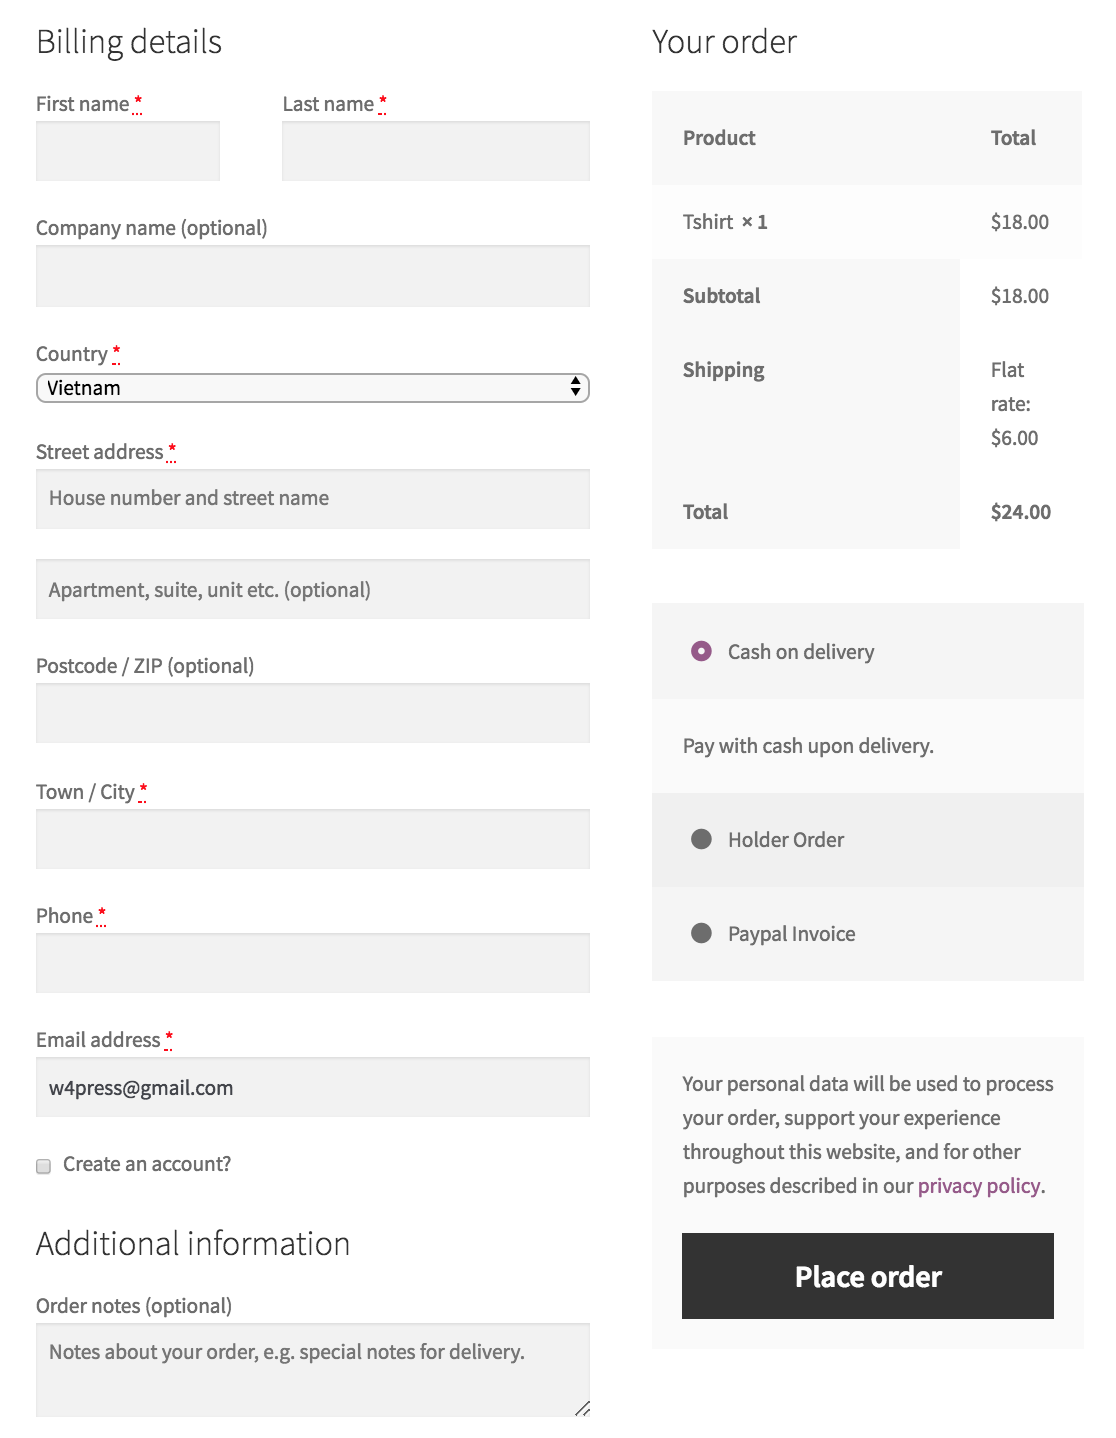 Billing details
First name *
Last name *
Company name (optional)
Country *
Vietnam
Street address *
House number and street name
Apartment, suite, unit etc. (optional)
Postcode / ZIP (optional)
Town / City *
Phone *
Email address *
w4press@gmail.com
Create an account?
Additional information
Order notes (optional)
Notes about your order, e.g. special notes for delivery.
Your order
Product Total
Tshirt × 1 $18.00
Subtotal $18.00
Shipping Flat
rate:
$6.00
Total $24.00
Cash on delivery
Pay with cash upon delivery.
Holder Order
Paypal Invoice
Your personal data will be used to process
your order, support your experience
throughout this website, and for other
purposes described in our privacy policy.
Place order